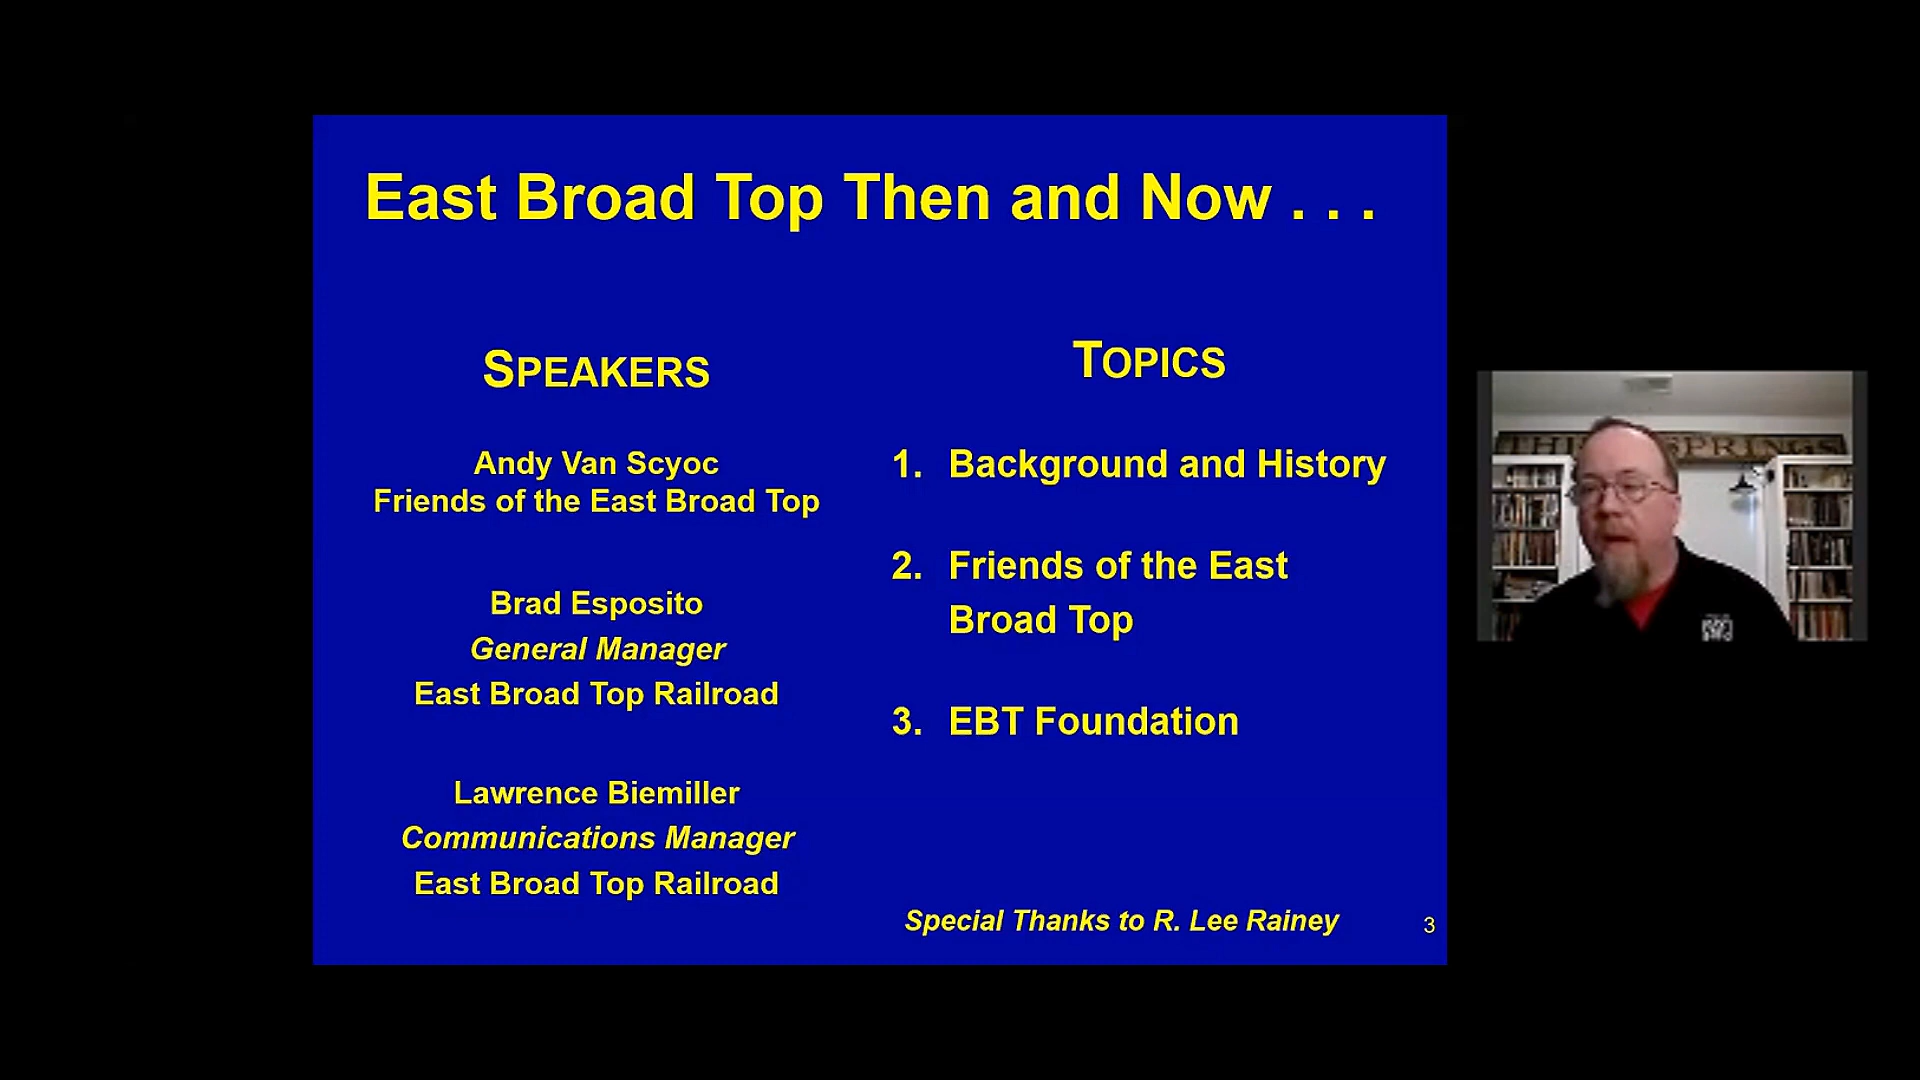 East Broad Top Then and Now . . .
SPEAKERS
Andy Van Scyoc
Friends of the East Broad Top
Brad Esposito
General Manager
East Broad Top Railroad
Lawrence Biemiller
Communications Manager
East Broad Top Railroad
TOPICS
1. Background and History
2. Friends of the East
Broad Top
3. EBT Foundation
Special Thanks to R. Lee Rainey
3
SPRINGS